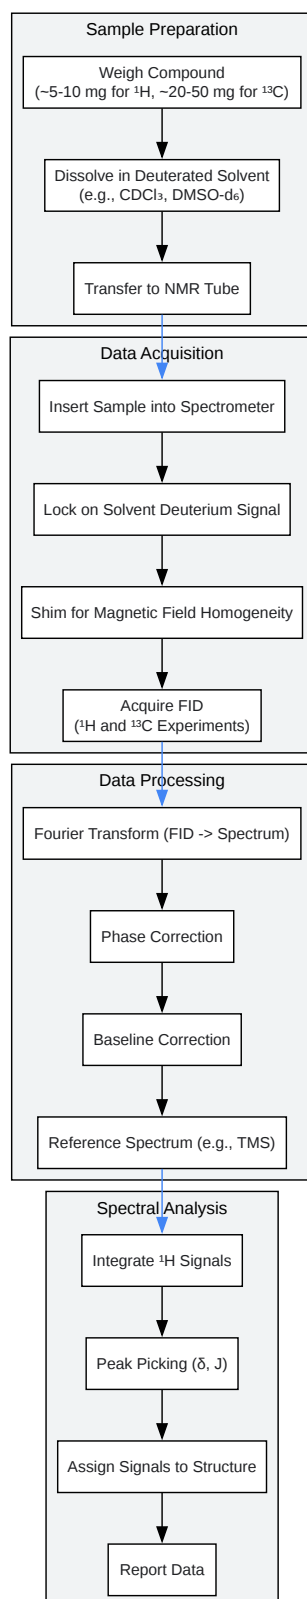 Sample Preparation
Weigh Compound
(~5-10 mg for ¹H, ~20-50 mg for ¹³C)
Dissolve in Deuterated Solvent
(e.g., CDCl₃, DMSO-d₆)
Transfer to NMR Tube
Data Acquisition
Insert Sample into Spectrometer
Lock on Solvent Deuterium Signal
Shim for Magnetic Field Homogeneity
Acquire FID
(¹H and ¹³C Experiments)
Data Processing
Fourier Transform (FID -> Spectrum)
Phase Correction
Baseline Correction
Reference Spectrum (e.g., TMS)
Spectral Analysis
Integrate ¹H Signals
Peak Picking (δ, J)
Assign Signals to Structure
Report Data